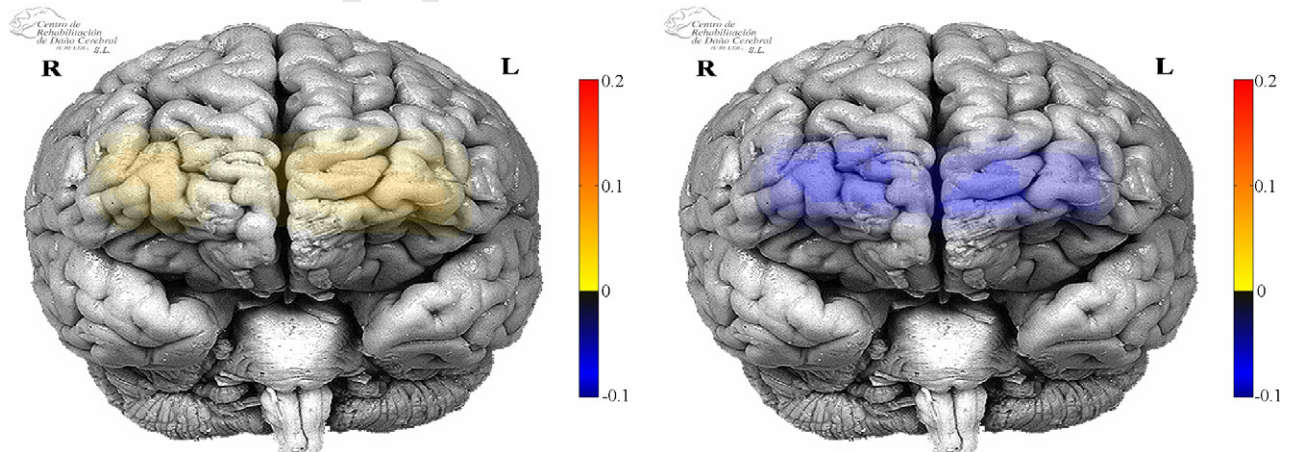 Centro de
Rehabilitación
de Daño Cerebral
S.L.
R
L
0.2
0.1
0
-0.1
Centro de
Rehabilitación
de Daño Cerebral
S.L.
R
L
0.2
0.1
0
-0.1